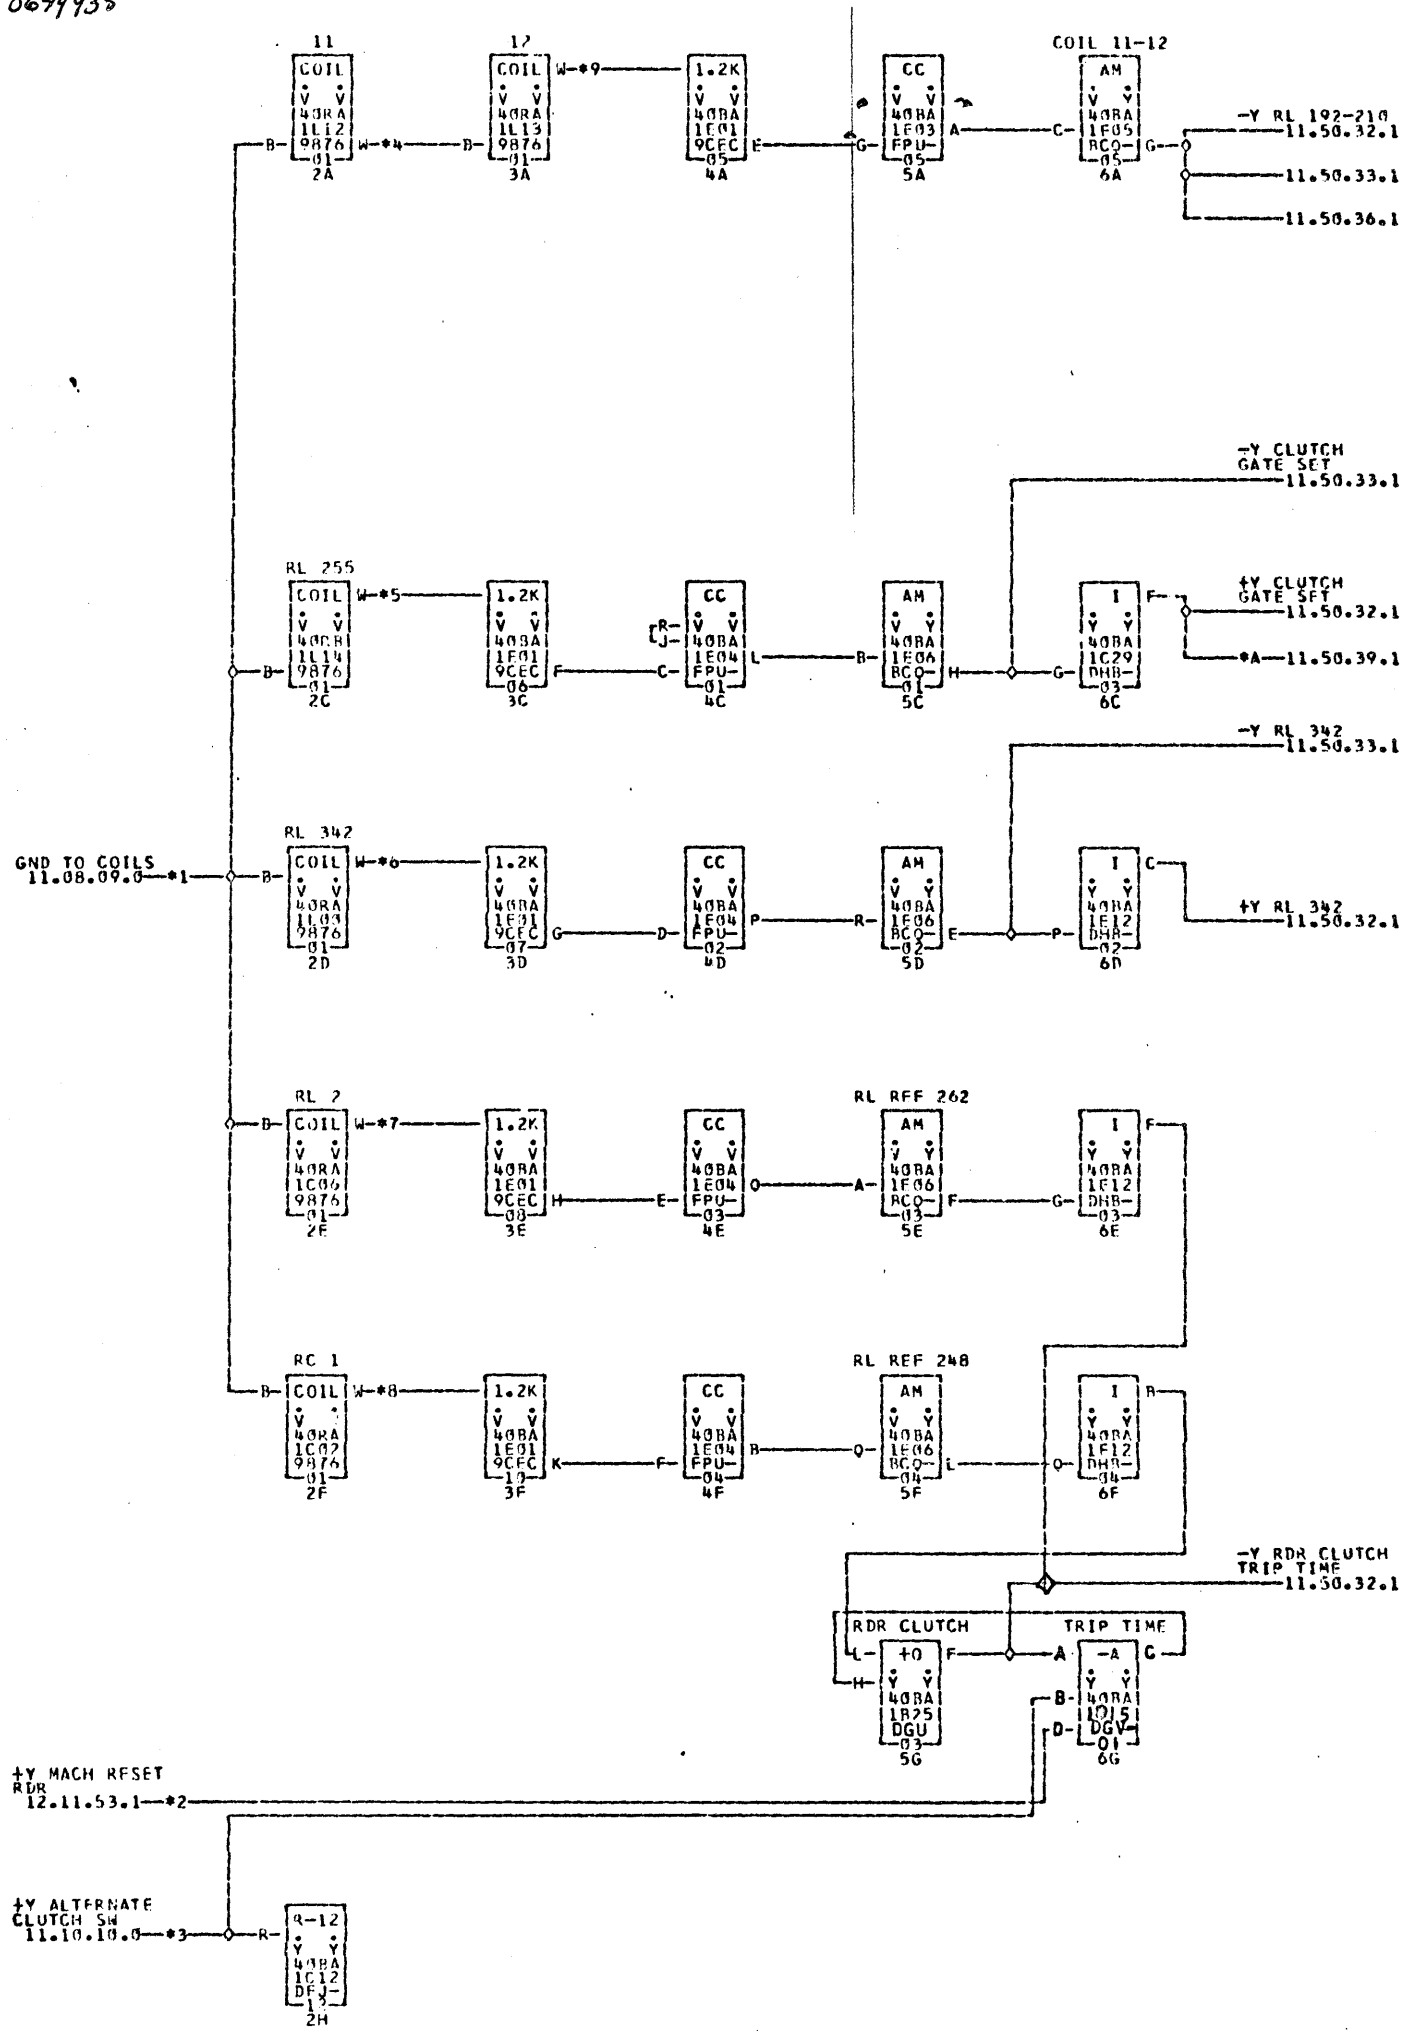 11
12
COIL 11-12
COIL
COIL W-*9
1.2K
CC
AM
V V
V V
V V
V V
V Y
40RA
40RA
40BA
40BA
40BA
-Y RL 192-210
1L12
1L13
1E01
1F03 A
C- 1F05
11.50.32.1
B- 9876 W-*4
B- 9876
9CEC E
G- FPU-
BCQ- G
01
01
05
05
05
2A
3A
4A
5A
6A
11.50.33.1
11.50.36.1
-Y CLUTCH
GATE SET
11.50.33.1
RL 255
COIL W-*5
1.2K
CC
AM
I F
+Y CLUTCH
GATE SET
11.50.32.1
V V
V V
R- V V
V Y
Y Y
40RB
40BA
J- 40BA
40BA
40BA
1L14
1E01
1E04 L
B- 1E06
1C29
*A 11.50.39.1
B- 9876
9CEC F
C- FPU-
BCQ- H
G- DHB-
01
06
01
01
03
2C
3C
4C
5C
6C
-Y RL 342
11.50.33.1
RL 342
GND TO COILS
11.08.09.0 *1
B- COIL W-*6
1.2K
CC
AM
I C
V V
V V
V V
V Y
Y Y
40RA
40BA
40BA
40BA
40BA
+Y RL 342
11.50.32.1
1L09
1E01
1E04 P
R- 1E06
1E12
9876
9CEC G
D- FPU-
BCQ- E
P- DHB-
01
07
02
02
02
2D
3D
4D
5D
6D
RL 2
RL REF 262
B- COIL W-*7
1.2K
CC
AM
I F
V V
V V
V V
V Y
Y Y
40RA
40BA
40BA
40BA
40BA
1C06
1E01
1E04 Q
A- 1E06
1E12
9876
9CEC H
E- FPU-
BCQ- F
G- DHB-
01
08
03
03
03
2E
3E
4E
5E
6E
RC 1
RL REF 248
B- COIL W-*8
1.2K
CC
AM
I B
V
V V
V V
V Y
Y Y
40RA
40BA
40BA
40BA
40BA
1C02
1E01
1E04 B
Q- 1E06
1E12
9876
9CEC K
F- FPU-
BCQ- L
Q- DHB-
01
10
04
04
04
2F
3F
4F
5F
6F
-Y RDR CLUTCH
TRIP TIME
11.50.32.1
RDR CLUTCH
TRIP TIME
L- +O F
A -A C
H- Y Y
Y Y
40BA
B- 40BA
1B25
1D15
DGU
D- DGV-
03
01
5G
6G
+Y MACH RESET
RDR
12.11.53.1 *2
+Y ALTERNATE
CLUTCH SW
11.10.10.0 *3
R-
R-12
Y Y
40BA
1C12
DFJ-
2H